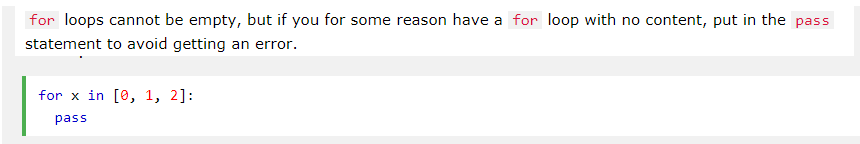 for loops cannot be empty, but if you for some reason have a for loop with no content, put in the pass
statement to avoid getting an error.
for x in [0, 1, 2]:
  pass